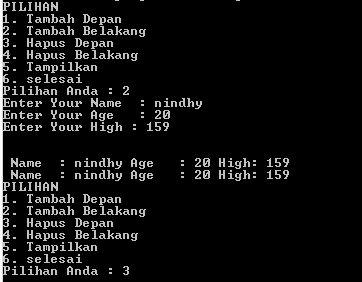 PILIHAN
1. Tambah Depan
2. Tambah Belakang
3. Hapus Depan
4. Hapus Belakang
5. Tampilkan
6. selesai
Pilihan Anda : 2
Enter Your Name  : nindhy
Enter Your Age   : 20
Enter Your High : 159
Name  : nindhy Age   : 20 High: 159
Name  : nindhy Age   : 20 High: 159
PILIHAN
1. Tambah Depan
2. Tambah Belakang
3. Hapus Depan
4. Hapus Belakang
5. Tampilkan
6. selesai
Pilihan Anda : 3